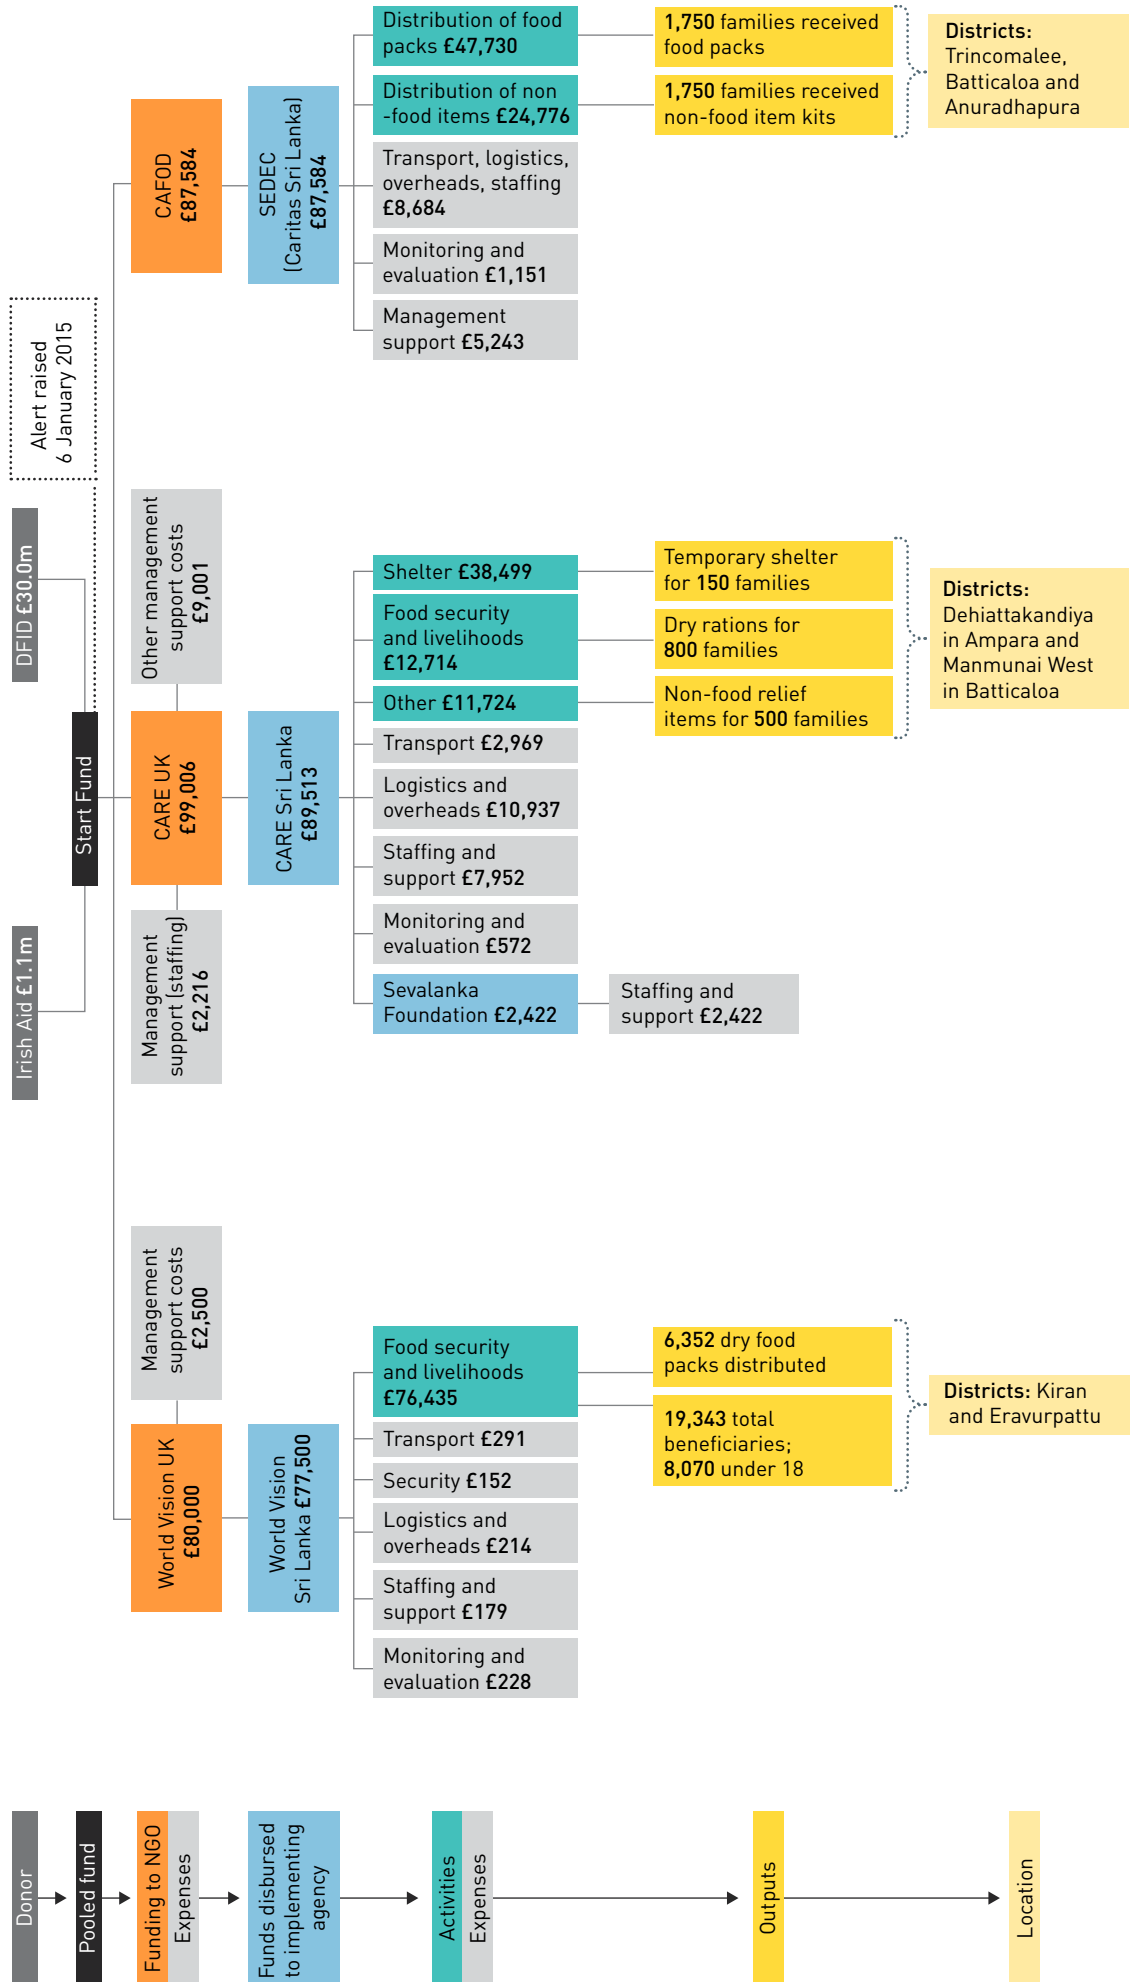 Irish Aid £1.1m
DFID £30.0m
Start Fund
Alert raised
6 January 2015
CAFOD
£87,584
SEDEC
(Caritas Sri Lanka)
£87,584
Distribution of food
packs £47,730
Distribution of non
-food items £24,776
Transport, logistics,
overheads, staffing
£8,684
Monitoring and
evaluation £1,151
Management
support £5,243
1,750 families received
food packs
1,750 families received
non-food item kits
Districts:
Trincomalee,
Batticaloa and
Anuradhapura
Other management
support costs
£9,001
CARE UK
£99,006
Management
support (staffing)
£2,216
CARE Sri Lanka
£89,513
Shelter £38,499
Food security
and livelihoods
£12,714
Other £11,724
Transport £2,969
Logistics and
overheads £10,937
Staffing and
support £7,952
Monitoring and
evaluation £572
Sevalanka
Foundation £2,422
Staffing and
support £2,422
Temporary shelter
for 150 families
Dry rations for
800 families
Non-food relief
items for 500 families
Districts:
Dehiattakandiya
in Ampara and
Manmunai West
in Batticaloa
Management
support costs
£2,500
World Vision UK
£80,000
World Vision
Sri Lanka £77,500
Food security
and livelihoods
£76,435
Transport £291
Security £152
Logistics and
overheads £214
Staffing and
support £179
Monitoring and
evaluation £228
6,352 dry food
packs distributed
19,343 total
beneficiaries;
8,070 under 18
Districts: Kiran
and Eravurpattu
Donor
Pooled fund
Funding to NGO
Expenses
Funds disbursed
to implementing
agency
Activities
Expenses
Outputs
Location